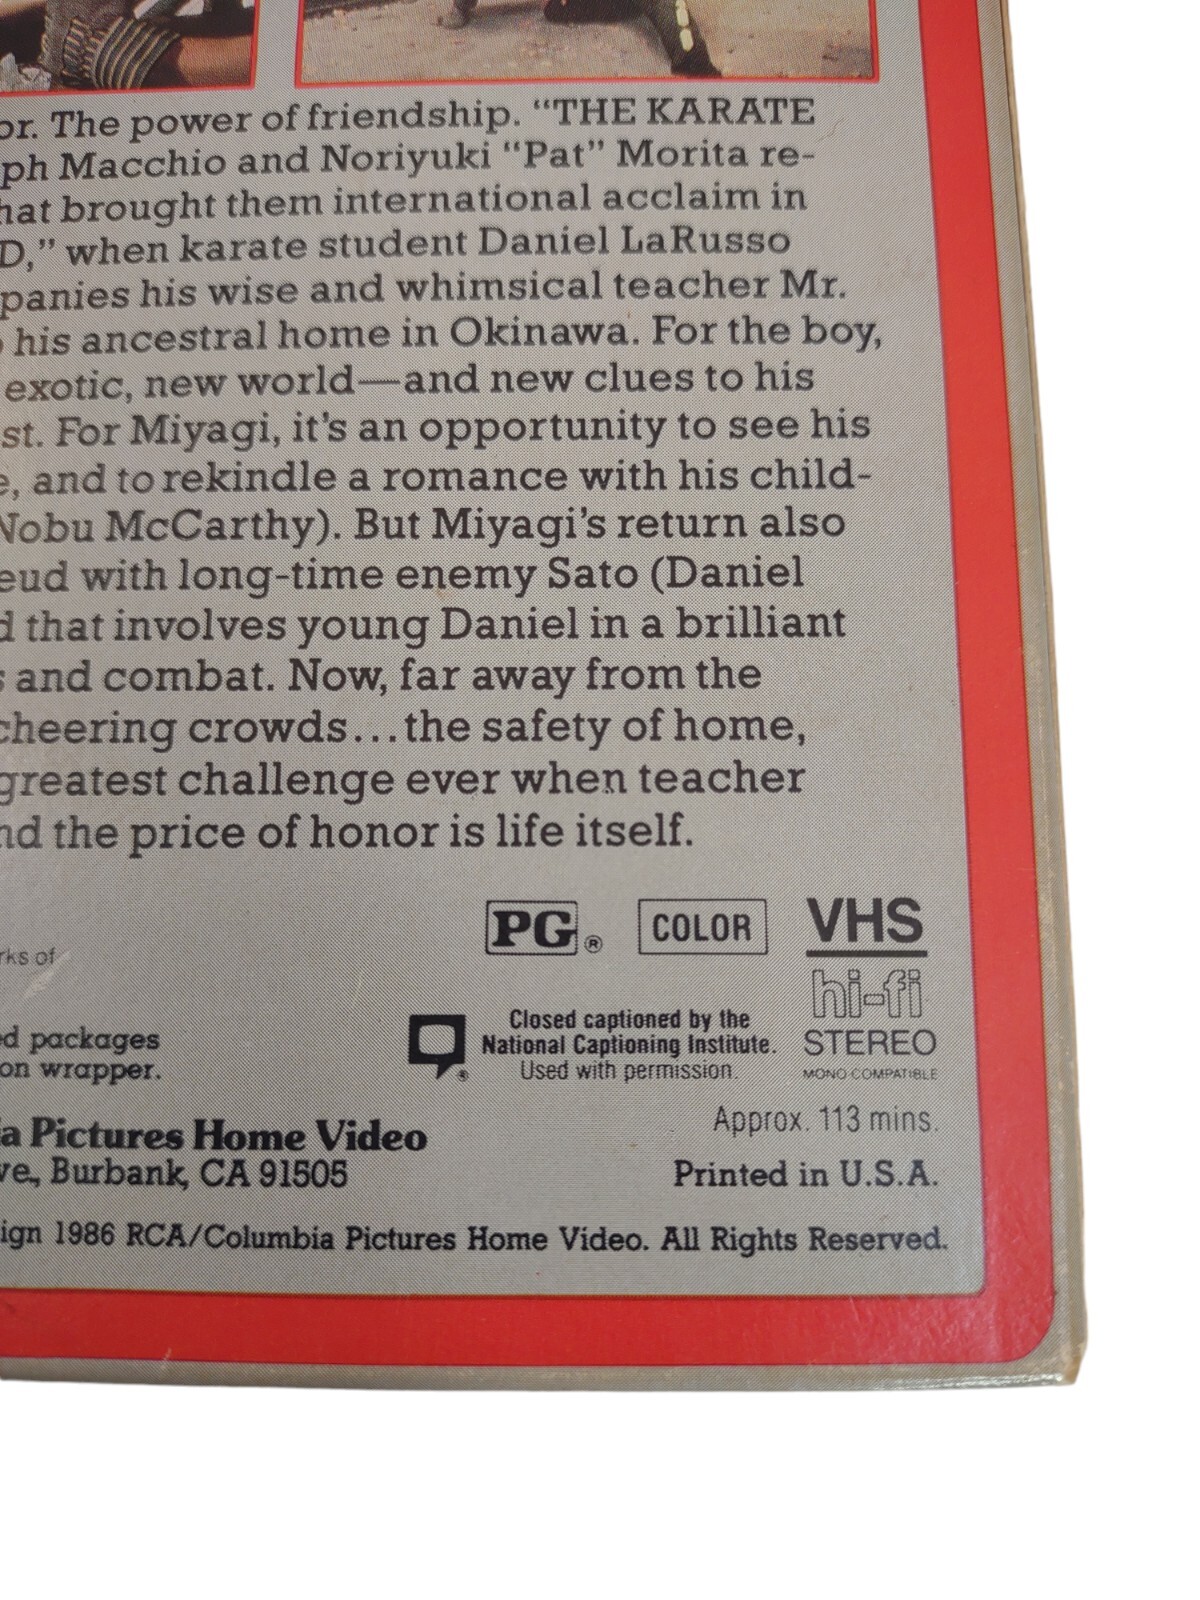 or. The power of friendship. “THE KARATE
ph Macchio and Noriyuki “Pat” Morita re-
hat brought them international acclaim in
D,” when karate student Daniel LaRusso
panies his wise and whimsical teacher Mr.
his ancestral home in Okinawa. For the boy,
exotic, new world—and new clues to his
st. For Miyagi, it’s an opportunity to see his
e, and to rekindle a romance with his child-
Nobu McCarthy). But Miyagi’s return also
eud with long-time enemy Sato (Daniel
d that involves young Daniel in a brilliant
s and combat. Now, far away from the
cheering crowds...the safety of home,
greatest challenge ever when teacher
nd the price of honor is life itself.
PG ® COLOR VHS
rks of
hi-fi
STEREO
MONO-COMPATIBLE
Closed captioned by the
National Captioning Institute.
Used with permission.
®
ed packages
on wrapper.
Approx. 113 mins.
a Pictures Home Video
ve., Burbank, CA 91505
Printed in U.S.A.
ign 1986 RCA/Columbia Pictures Home Video. All Rights Reserved.